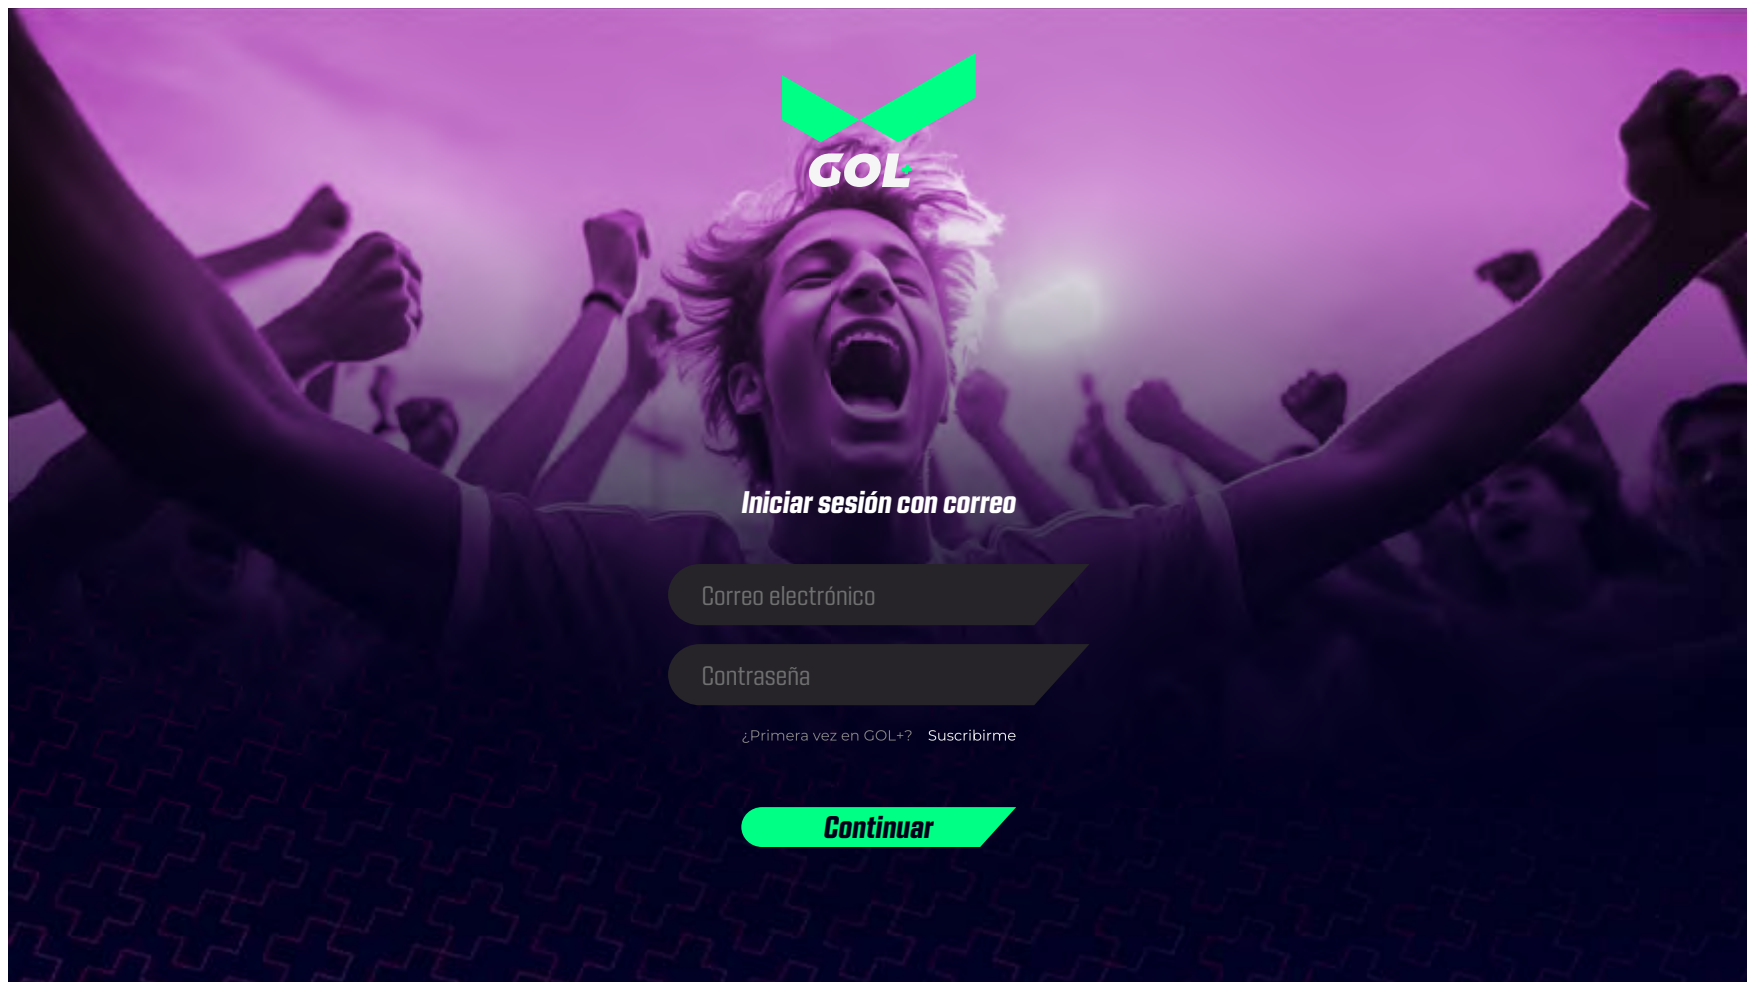 GOL+
Iniciar sesión con correo
Correo electrónico
Contraseña
¿Primera vez en GOL+? Suscribirme
Continuar